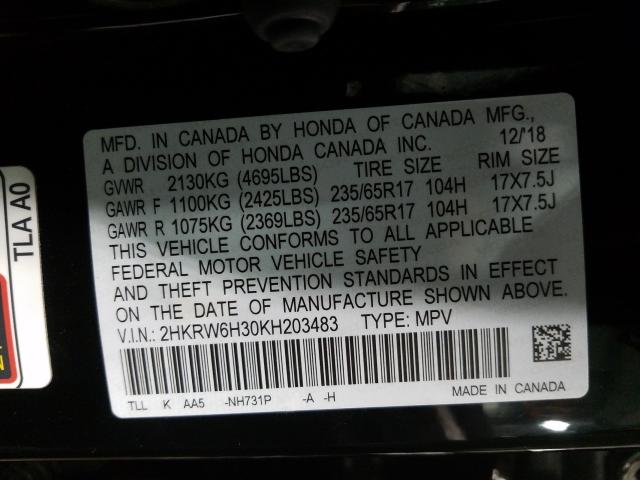 MFD. IN CANADA BY HONDA OF CANADA MFG.,
A DIVISION OF HONDA CANADA INC. 12/18
GVWR 2130KG (4695LBS) TIRE SIZE RIM SIZE
GAWR F 1100KG (2425LBS) 235/65R17 104H 17X7.5J
GAWR R 1075KG (2369LBS) 235/65R17 104H 17X7.5J
THIS VEHICLE CONFORMS TO ALL APPLICABLE
FEDERAL MOTOR VEHICLE SAFETY
AND THEFT PREVENTION STANDARDS IN EFFECT
ON THE DATE OF MANUFACTURE SHOWN ABOVE.
V.I.N.: 2HKRW6H30KH203483 TYPE: MPV
TLL K AA5 -NH731P -A -H MADE IN CANADA
TLA A0